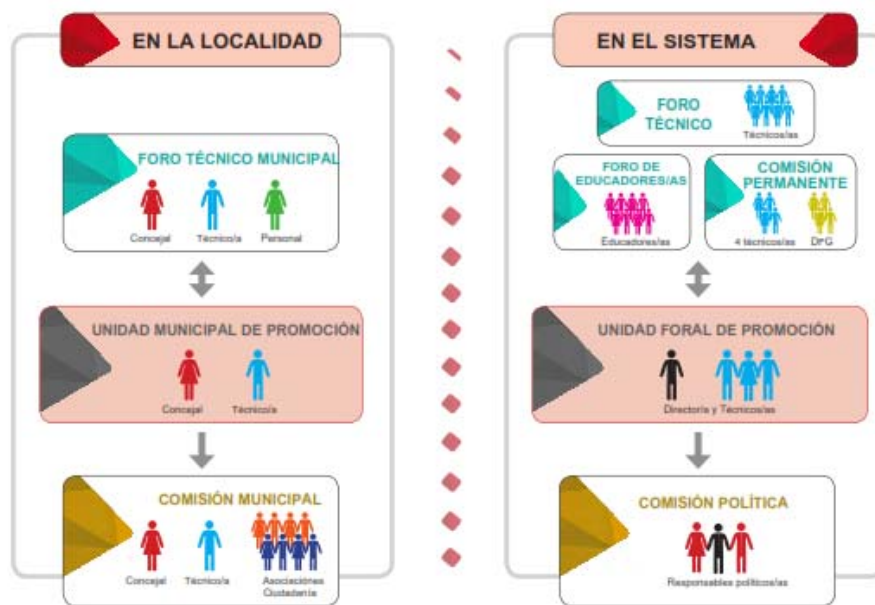 EN LA LOCALIDAD
FORO TÉCNICO MUNICIPAL
Concejal
Técnico/a
Personal
UNIDAD MUNICIPAL DE PROMOCIÓN
Concejal
Técnico/a
COMISIÓN MUNICIPAL
Concejal
Técnico/a
Asociaciónes
Ciudadanía
EN EL SISTEMA
FORO
TÉCNICO
Técnicos/as
FORO DE
EDUCADORES/AS
Educadores/as
COMISIÓN
PERMANENTE
4 técnicos/as
DFG
UNIDAD FORAL DE PROMOCIÓN
Director/a y Técnicos/as
COMISIÓN POLÍTICA
Responsables políticos/as